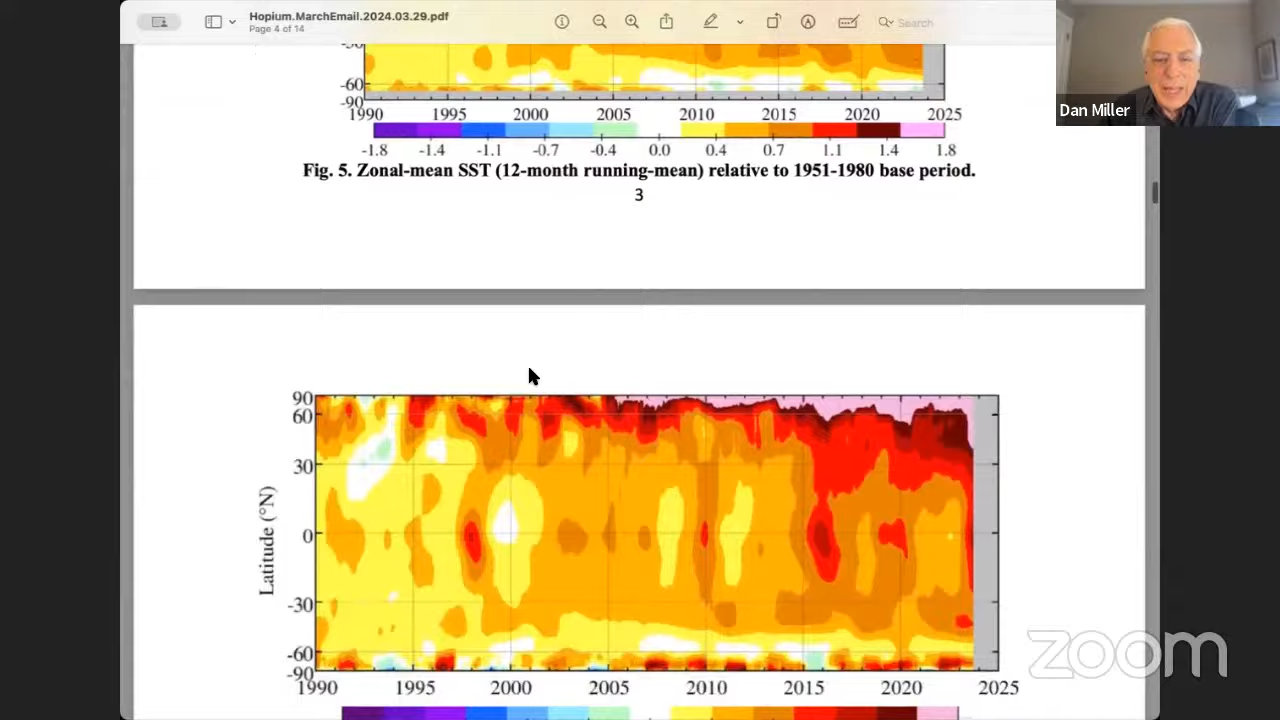 Hopium.MarchEmail.2024.03.29.pdf
Page 4 of 14
Search
Dan Miller
-60
-90
1990 1995 2000 2005 2010 2015 2020 2025
-1.8 -1.4 -1.1 -0.7 -0.4 0.0 0.4 0.7 1.1 1.4 1.8
Fig. 5. Zonal-mean SST (12-month running-mean) relative to 1951-1980 base period.
3
90
60
30
0
-30
-60
-90
Latitude (°N)
1990 1995 2000 2005 2010 2015 2020 2025
zoom